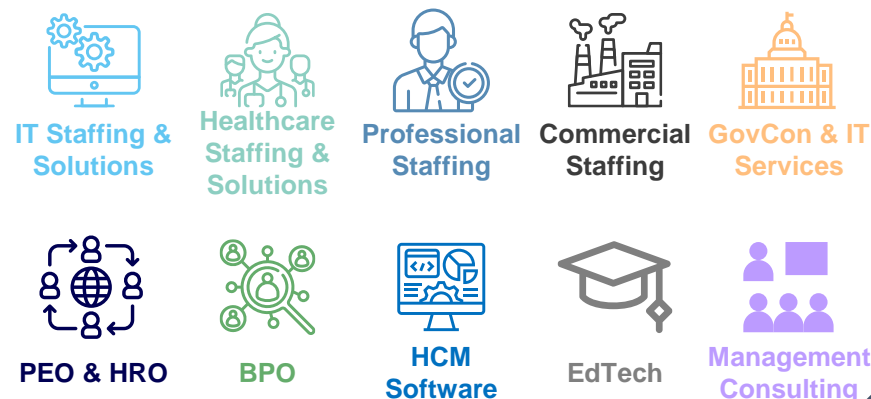 IT Staffing &
Solutions
Healthcare
Staffing &
Solutions
Professional
Staffing
Commercial
Staffing
GovCon & IT
Services
PEO & HRO
BPO
</>
HCM
Software
EdTech
Management
Consulting